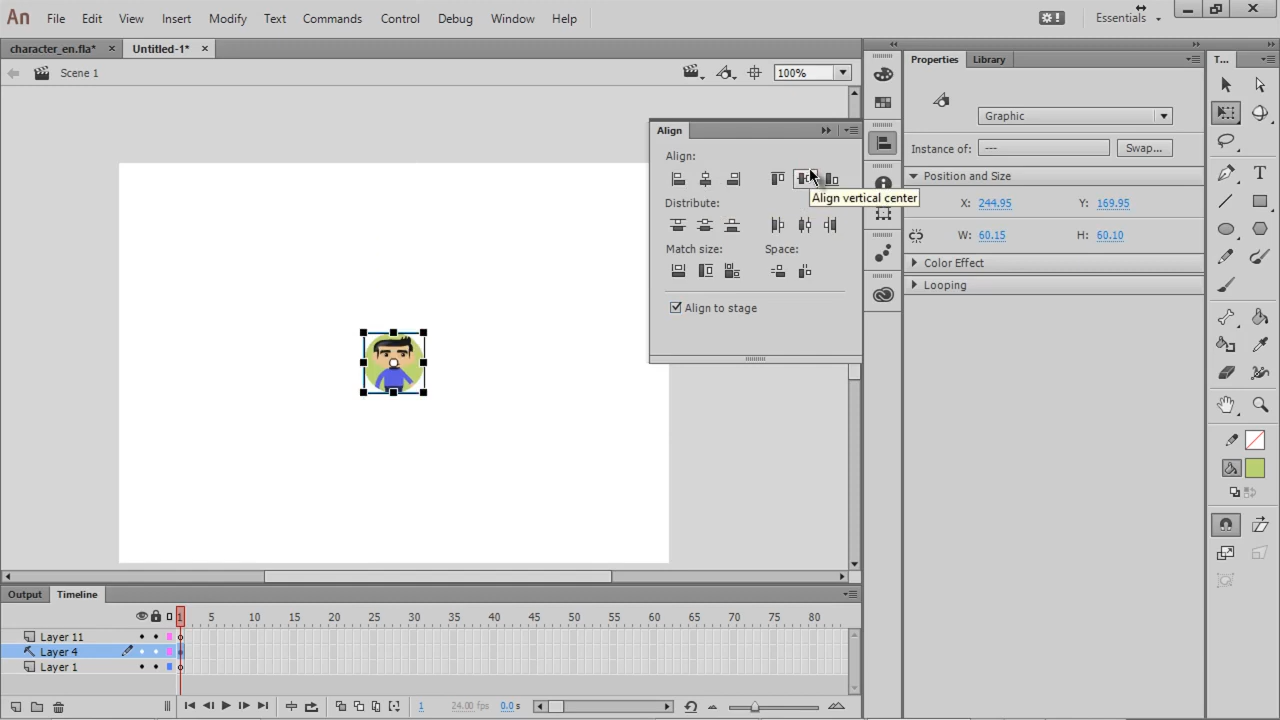 An File Edit View Insert Modify Text Commands Control Debug Window Help Essentials
character_en.fla* × Untitled-1* ×
Scene 1 100%
Align
Align:
Align vertical center
Distribute:
Match size: Space:
Align to stage
Properties Library
Graphic
Instance of: --- Swap...
Position and Size
X: 244.95 Y: 169.95
W: 60.15 H: 60.10
Color Effect
Looping
T...
T
Output Timeline
1 5 10 15 20 25 30 35 40 45 50 55 60 65 70 75 80
Layer 11
Layer 4
Layer 1
1 24.00 fps 0.0 s